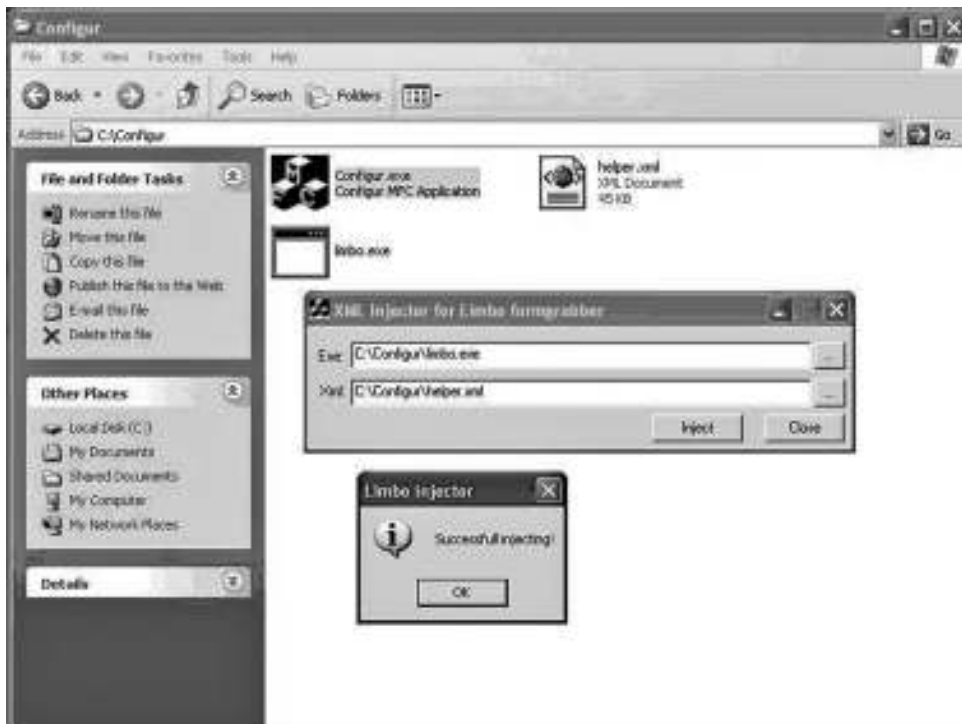 Configur
File Edit View Favorites Tools Help
Back Search Folders
Address C:\Configur Go
File and Folder Tasks
Rename this file
Move this file
Copy this file
Publish this file to the Web
E-mail this file
Delete this file
Other Places
Local Disk (C:)
My Documents
Shared Documents
My Computer
My Network Places
Details
Configur.exe
Configur MFC Application
helper.xml
XML Document
45 KB
limbo.exe
XML Injector for Limbo formgrabber
Exe: C:\Configur\limbo.exe ...
Xml: C:\Configur\helper.xml ...
Inject Close
Limbo injector
Successfull injecting!
OK